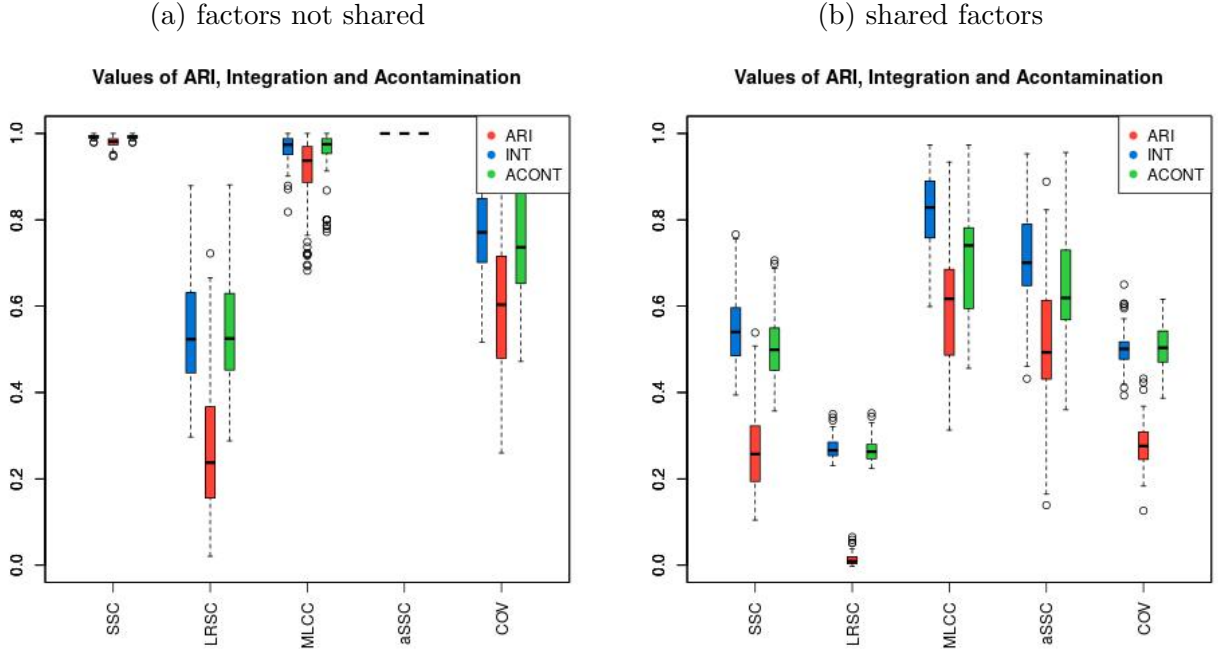 (a) factors not shared
Values of ARI, Integration and Acontamination
1.0
0.8
0.6
0.4
0.2
0.0
ARI
INT
ACONT
SSC
LRSC
MLCC
aSSC
COV
(b) shared factors
Values of ARI, Integration and Acontamination
1.0
0.8
0.6
0.4
0.2
0.0
ARI
INT
ACONT
SSC
LRSC
MLCC
aSSC
COV